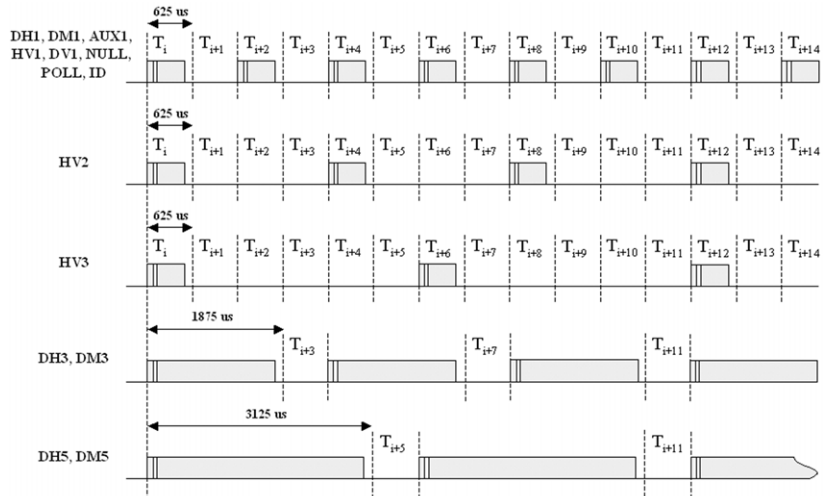 625 us
DH1, DM1, AUX1,
HV1, DV1, NULL,
POLL, ID
Ti Ti+1 Ti+2 Ti+3 Ti+4 Ti+5 Ti+6 Ti+7 Ti+8 Ti+9 Ti+10 Ti+11 Ti+12 Ti+13 Ti+14
625 us
HV2
Ti Ti+1 Ti+2 Ti+3 Ti+4 Ti+5 Ti+6 Ti+7 Ti+8 Ti+9 Ti+10 Ti+11 Ti+12 Ti+13 Ti+14
625 us
HV3
Ti Ti+1 Ti+2 Ti+3 Ti+4 Ti+5 Ti+6 Ti+7 Ti+8 Ti+9 Ti+10 Ti+11 Ti+12 Ti+13 Ti+14
1875 us
DH3, DM3
Ti+3 Ti+7 Ti+11
3125 us
DH5, DM5
Ti+5 Ti+11